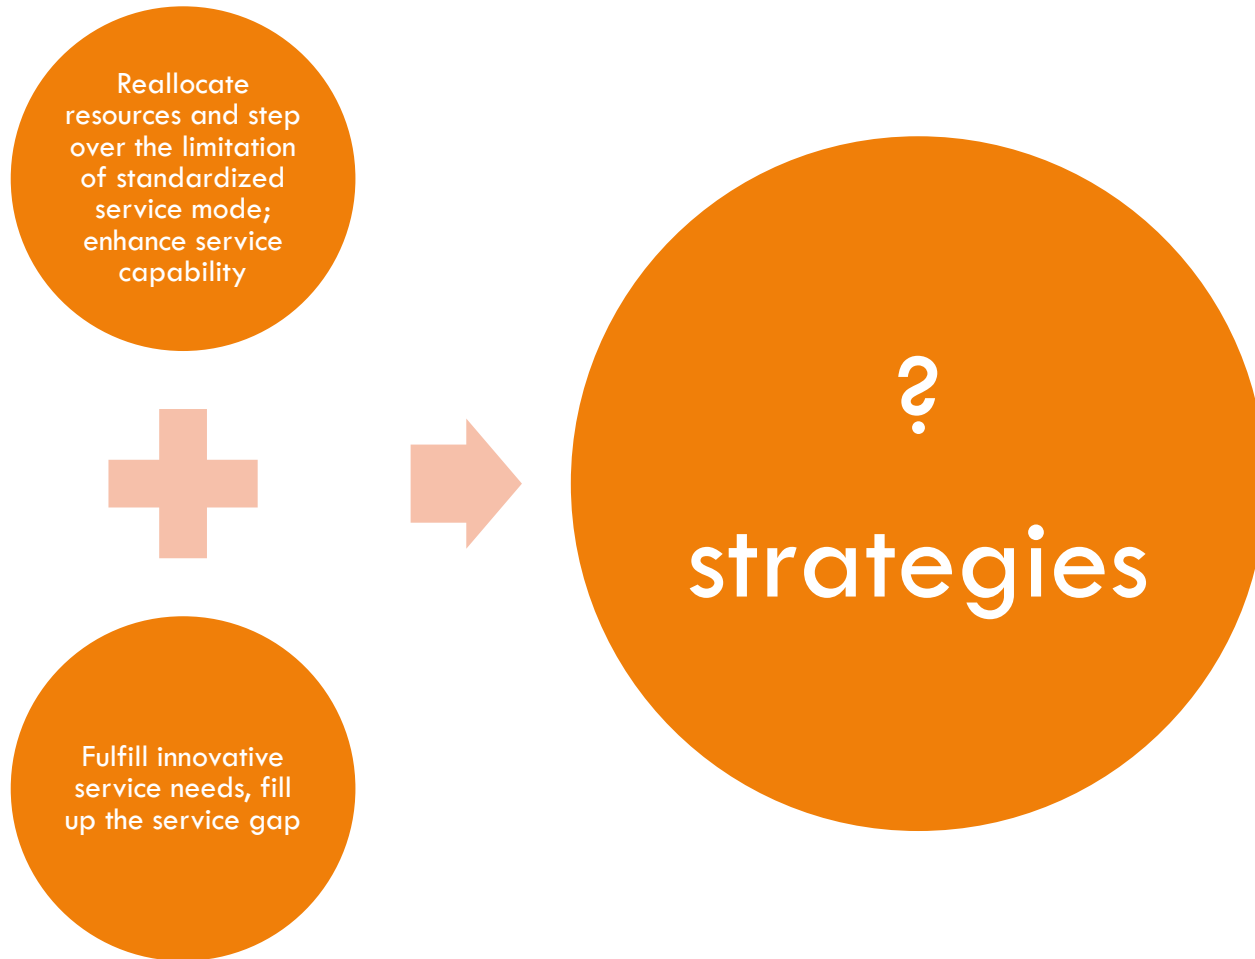 Reallocate
resources and step
over the limitation
of standardized
service mode;
enhance service
capability
?
strategies
Fulfill innovative
service needs, fill
up the service gap